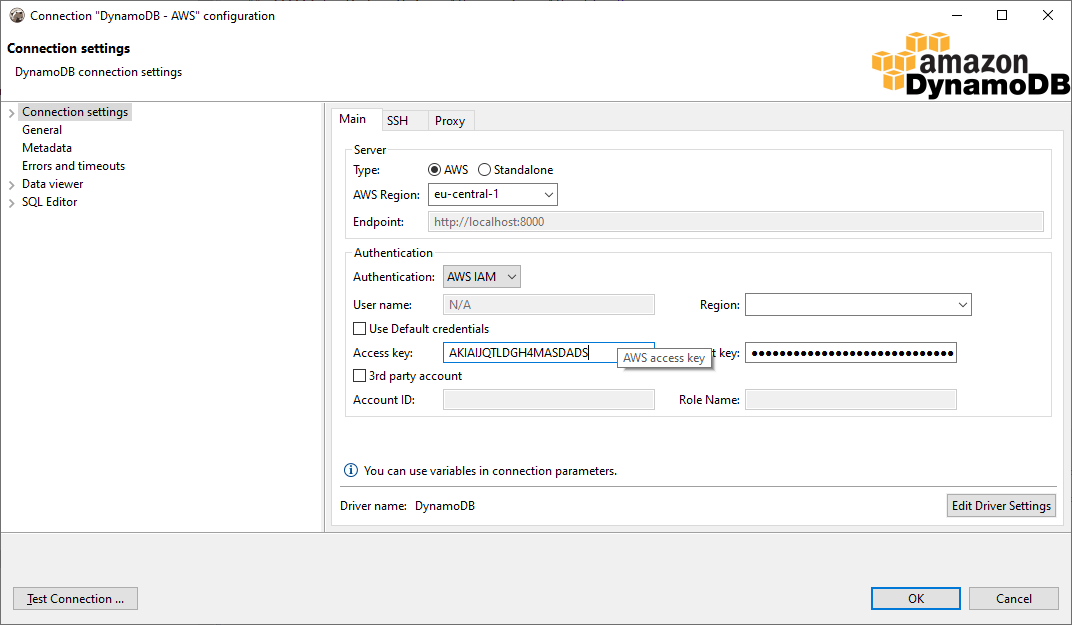 Connection "DynamoDB - AWS" configuration
Connection settings
DynamoDB connection settings
amazon
DynamoDB
Connection settings
General
Metadata
Errors and timeouts
Data viewer
SQL Editor
Main SSH Proxy
Server
Type: AWS Standalone
AWS Region: eu-central-1
Endpoint: http://localhost:8000
Authentication
Authentication: AWS IAM
User name: N/A Region:
Use Default credentials
Access key: AKIAIJQTLDGH4MASDADS AWS access key t key: ●●●●●●●●●●●●●●●●●●●●●●●●●●●●●
3rd party account
Account ID: Role Name:
You can use variables in connection parameters.
Driver name: DynamoDB Edit Driver Settings
Test Connection ... OK Cancel